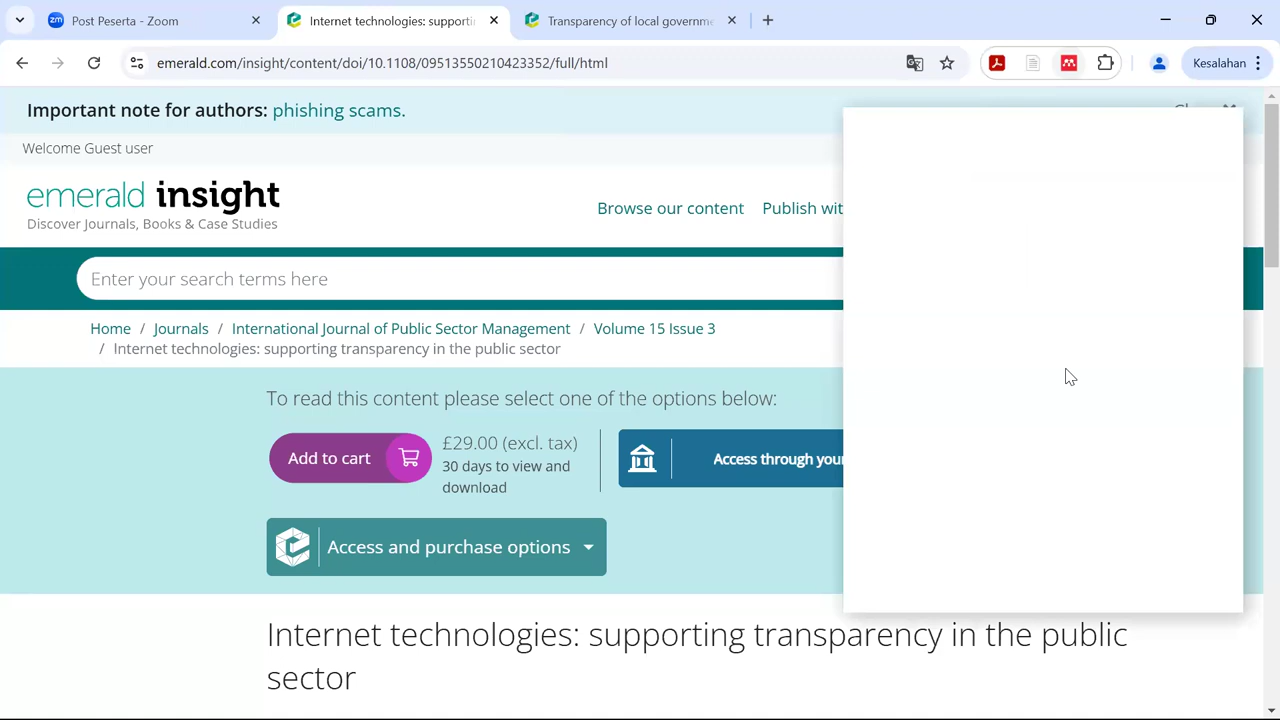 Post Peserta - Zoom
Internet technologies: supporti
Transparency of local governme
emerald.com/insight/content/doi/10.1108/09513550210423352/full/html
Kesalahan
Important note for authors: phishing scams.
Welcome Guest user
emerald insight
Discover Journals, Books & Case Studies
Browse our content
Publish wit
Enter your search terms here
Home / Journals / International Journal of Public Sector Management / Volume 15 Issue 3
/ Internet technologies: supporting transparency in the public sector
To read this content please select one of the options below:
Add to cart
£29.00 (excl. tax)
30 days to view and
download
Access through your
Access and purchase options
Internet technologies: supporting transparency in the public
sector